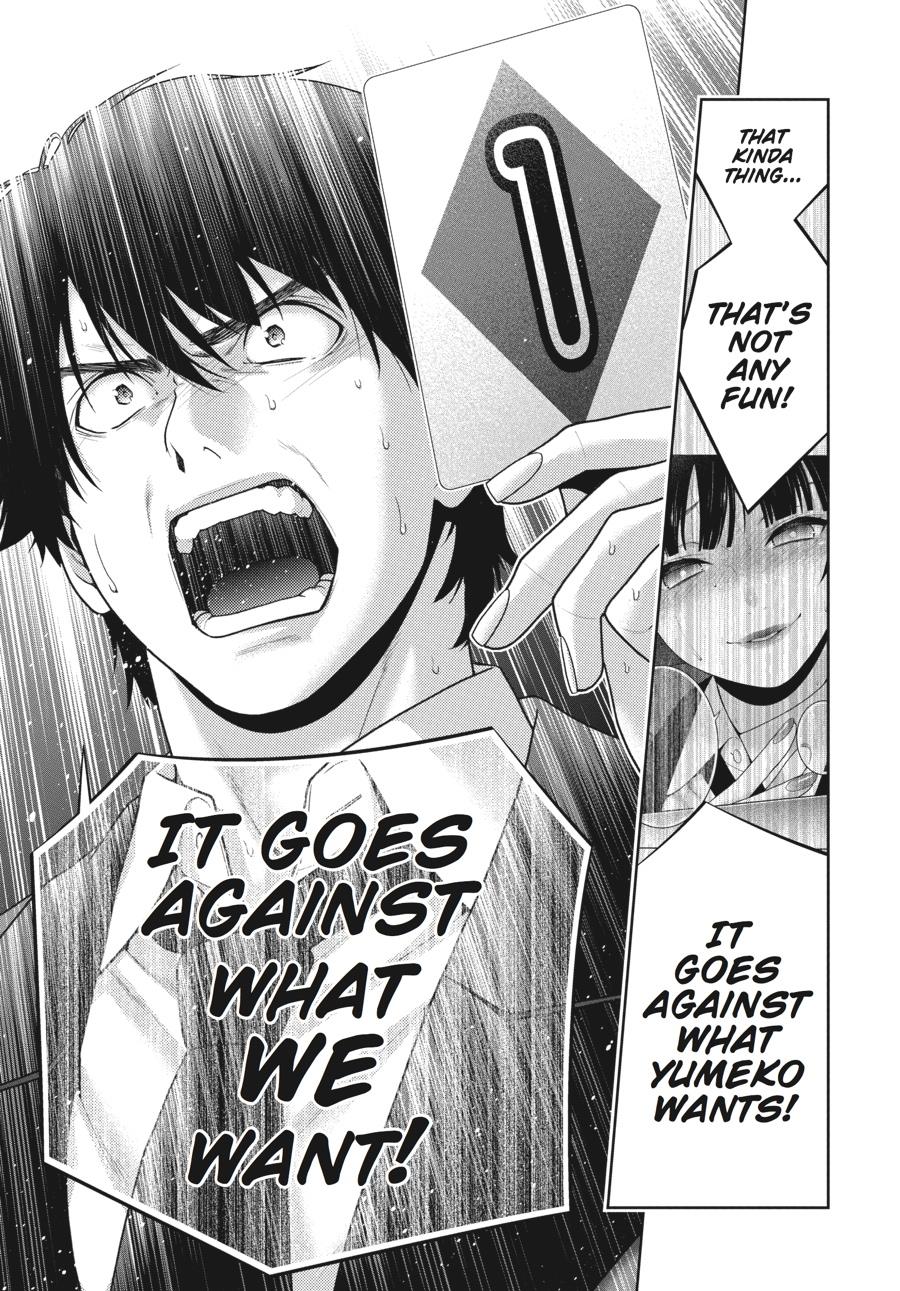 THAT
KINDA
THING...
THAT'S
NOT
ANY
FUN!
IT
GOES
AGAINST
WHAT
YUMEKO
WANTS!
1
IT GOES
AGAINST
WHAT
WE
WANT!